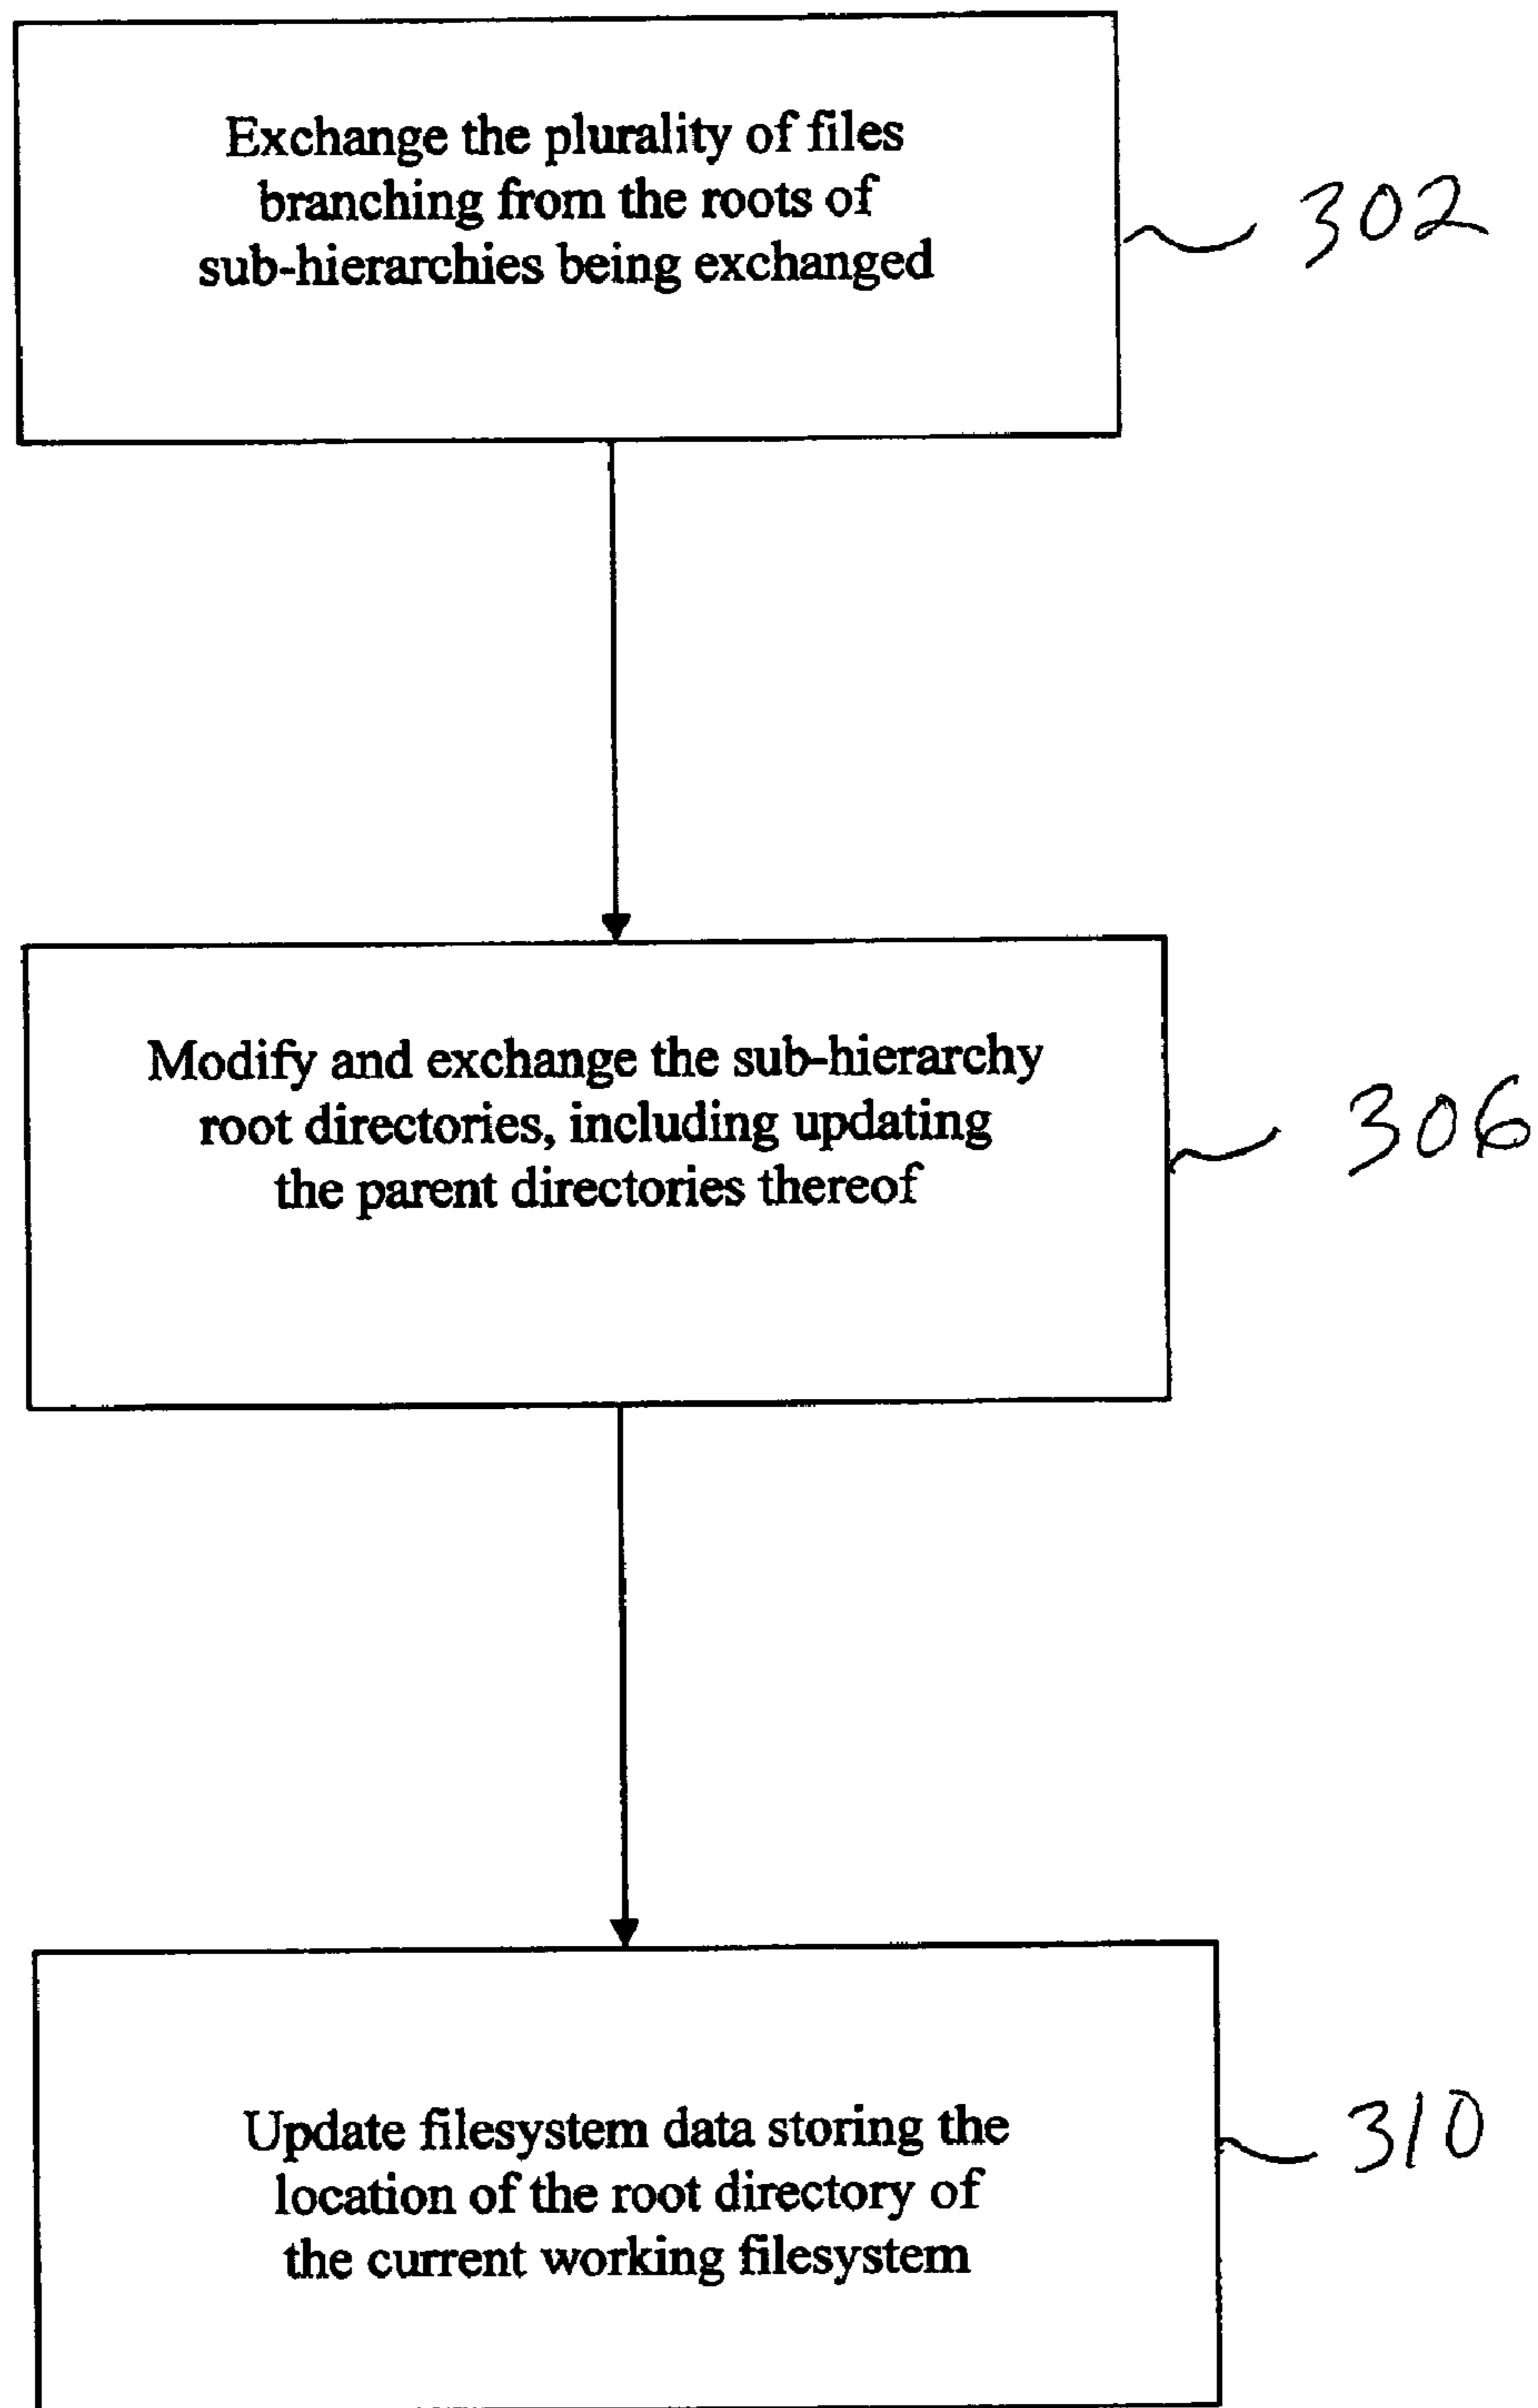 Exchange the plurality of files
branching from the roots of
sub-hierarchies being exchanged
302
Modify and exchange the sub-hierarchy
root directories, including updating
the parent directories thereof
306
Update filesystem data storing the
location of the root directory of
the current working filesystem
310